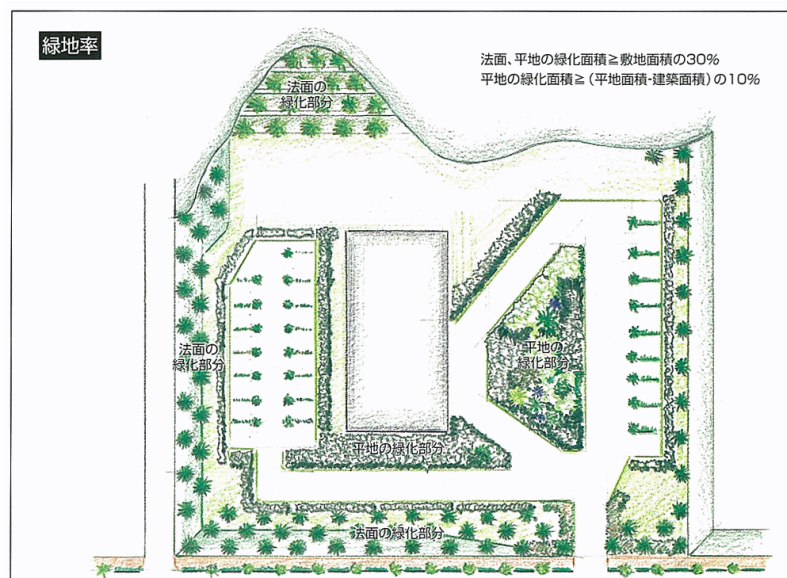 緑地率
法面、平地の緑化面積≧敷地面積の30%
平地の緑化面積≧(平地面積-建築面積)の10%
法面の
緑化部分
法面の
緑化部分
平地の
緑化部分
平地の緑化部分
法面の緑化部分